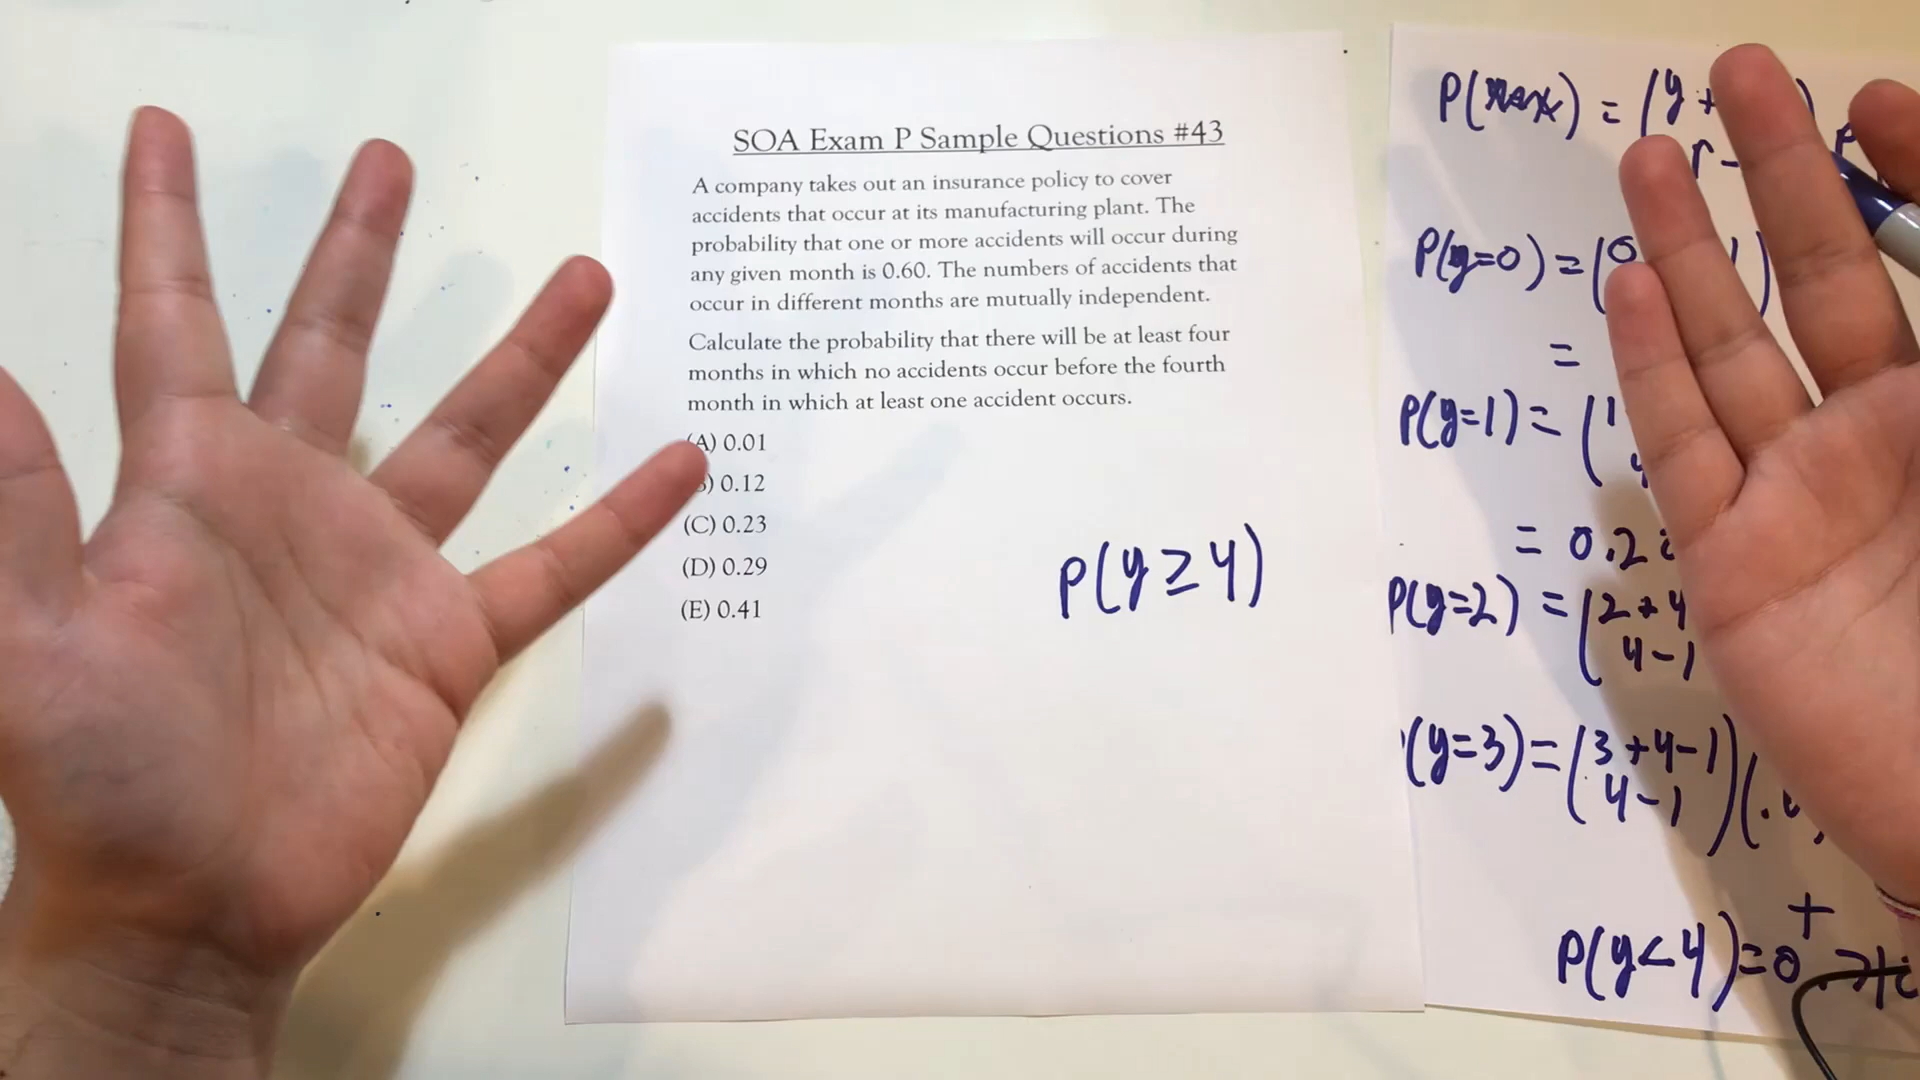 SOA Exam P Sample Questions #43
A company takes out an insurance policy to cover
accidents that occur at its manufacturing plant. The
probability that one or more accidents will occur during
any given month is 0.60. The numbers of accidents that
occur in different months are mutually independent.
Calculate the probability that there will be at least four
months in which no accidents occur before the fourth
month in which at least one accident occurs.
A) 0.01
) 0.12
(C) 0.23
(D) 0.29
(E) 0.41
P(y≥4)
P( ) = (y+
r-
P(y=0) = (0
=
P(y=1) = (1
= 0.2
P(y=2) = (2+4
4-1
(y=3) = (3+4-1
4-1)(.
+
P(y<4)=0